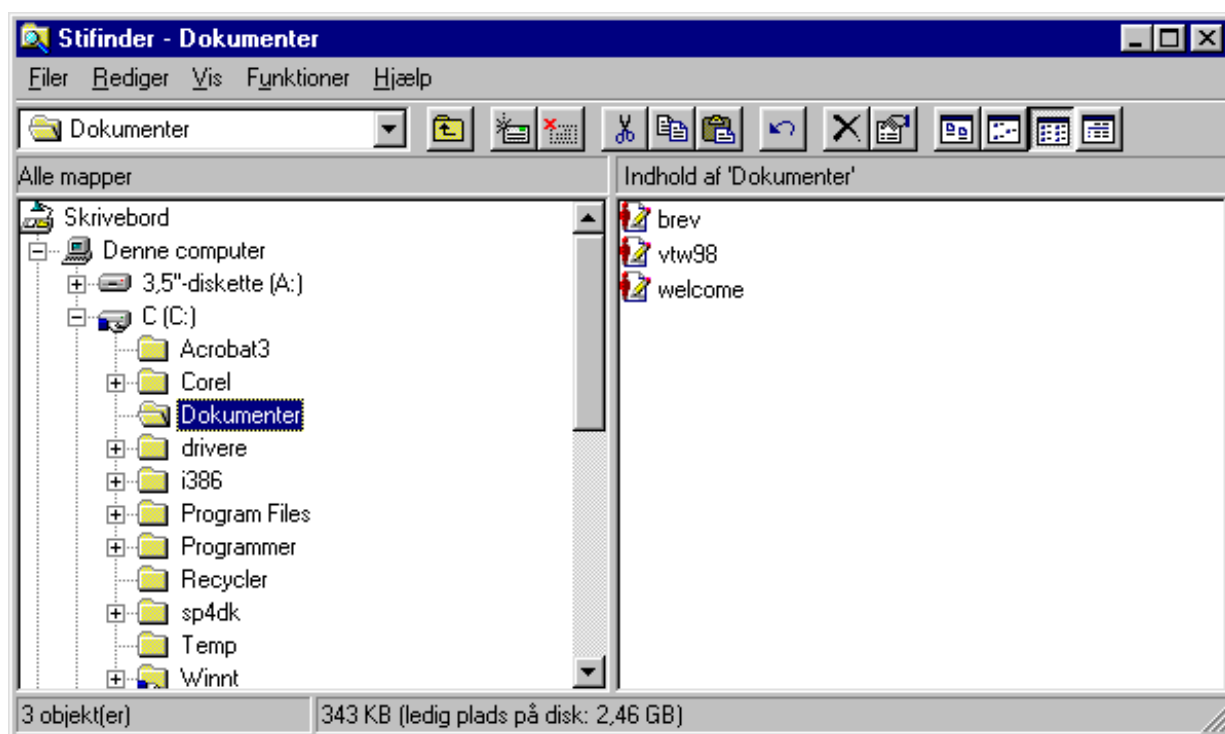 Stifinder - Dokumenter
Filer Rediger Vis Funktioner Hjælp
Dokumenter
Alle mapper
Indhold af 'Dokumenter'
Skrivebord
Denne computer
3,5"-diskette (A:)
C (C:)
Acrobat3
Corel
Dokumenter
drivere
i386
Program Files
Programmer
Recycler
sp4dk
Temp
Winnt
brev
vtw98
welcome
3 objekt(er)
343 KB (ledig plads på disk: 2,46 GB)